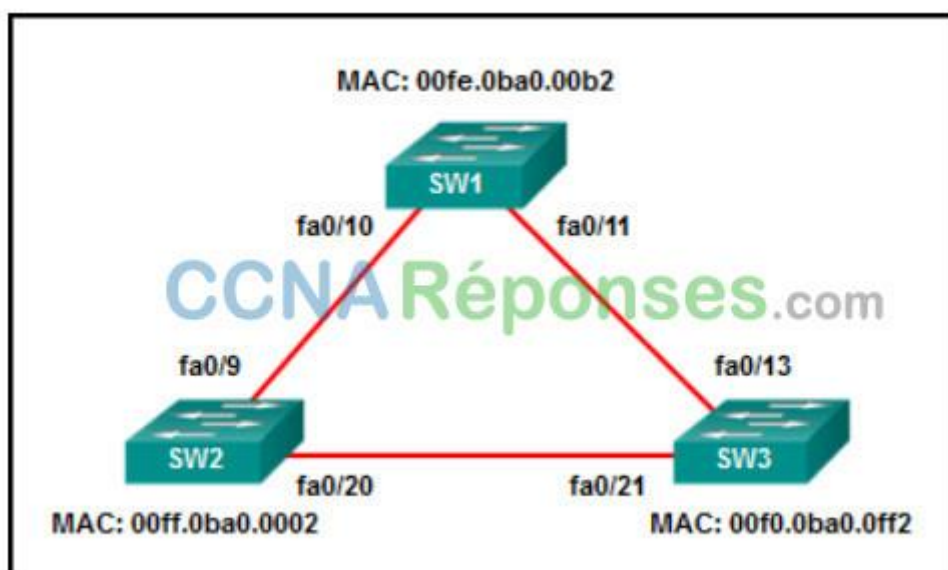 MAC: 00fe.0ba0.00b2
SW1
fa0/10
fa0/11
CCNARéponses.com
fa0/9
fa0/13
SW2
SW3
fa0/20
fa0/21
MAC: 00ff.0ba0.0002
MAC: 00f0.0ba0.0ff2